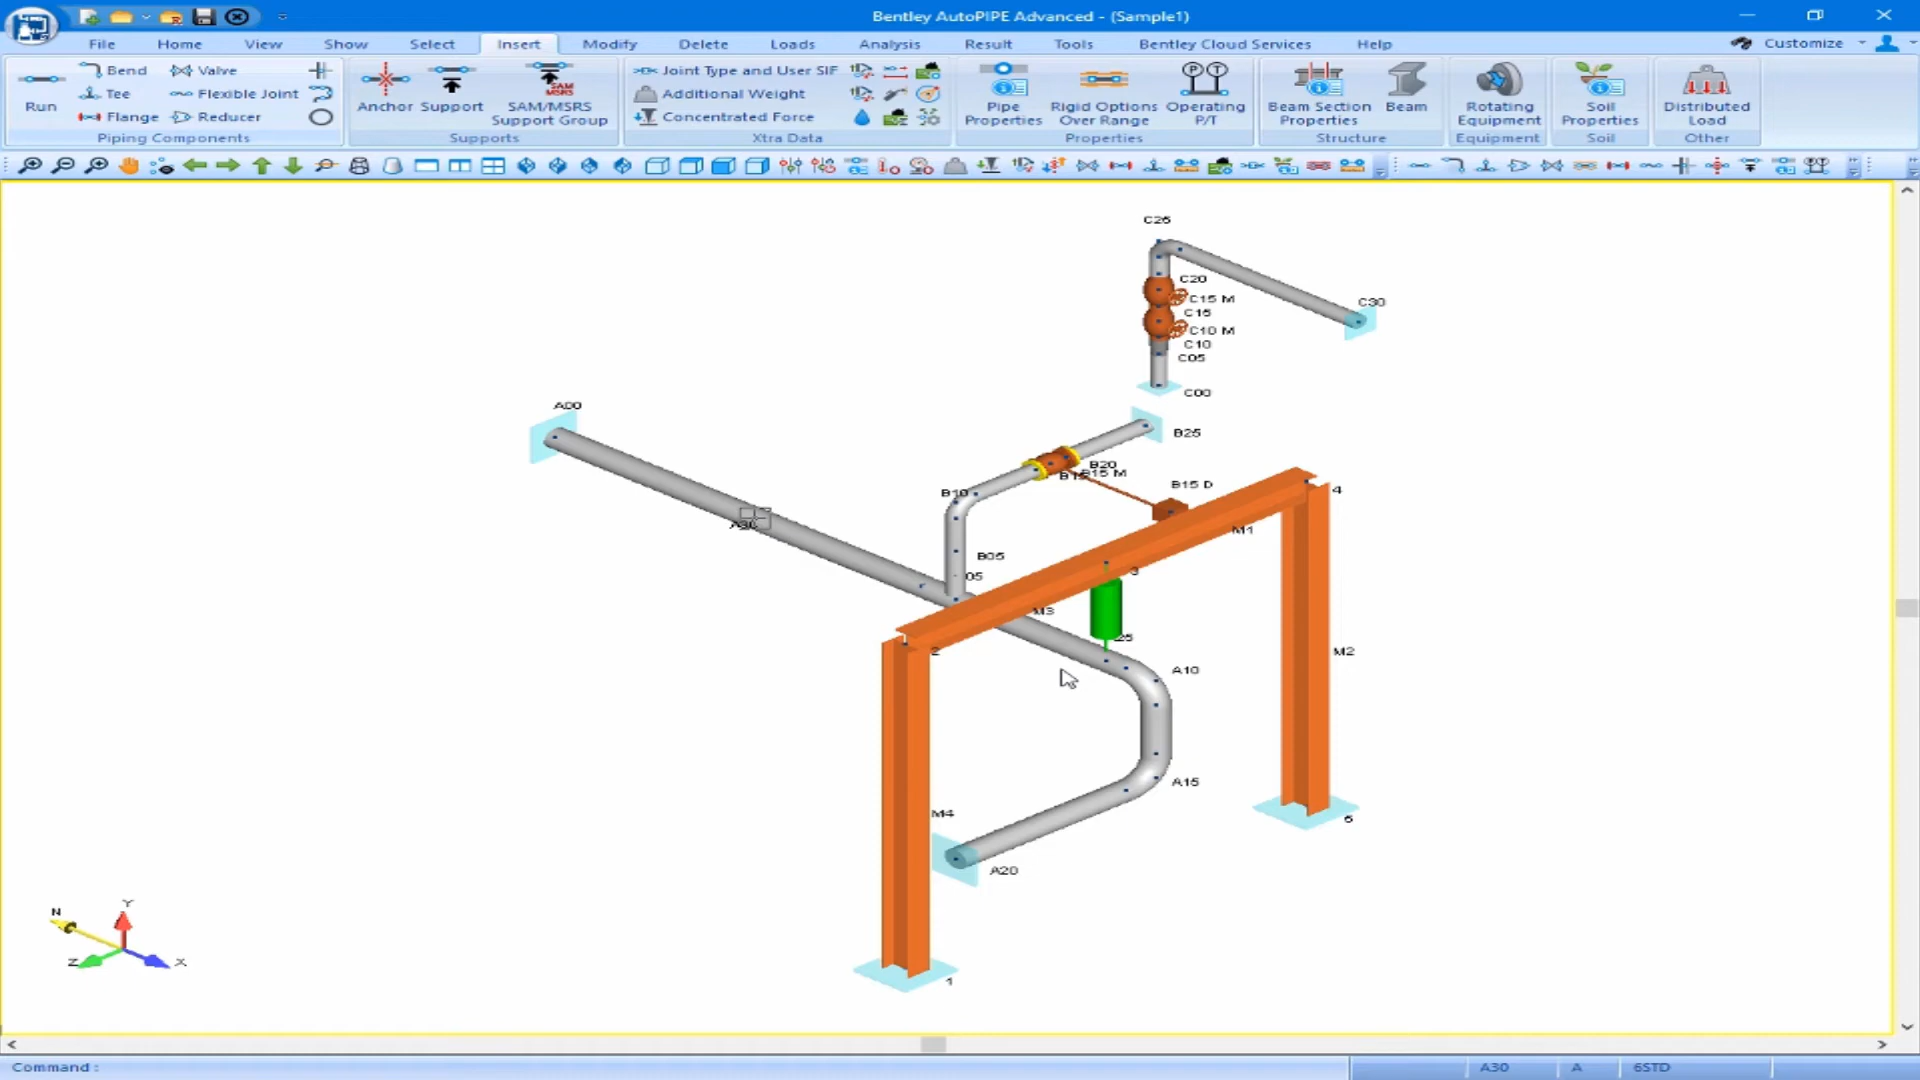 Bentley AutoPIPE Advanced - (Sample1)
File Home View Show Select Insert Modify Delete Loads Analysis Result Tools Bentley Cloud Services Help Customize
Run
Bend
Tee
Flange
Valve
Flexible Joint
Reducer
Piping Components
Anchor
Support
SAM
MSRS
SAM/MSRS
Support Group
Supports
Joint Type and User SIF
Additional Weight
Concentrated Force
Xtra Data
Pipe
Properties
Rigid Options
Over Range
P T
Operating
P/T
Properties
Beam Section
Properties
Beam
Structure
Rotating
Equipment
Equipment
Soil
Properties
Soil
Distributed
Load
Other
C25
C20
C15 M
C15
C10 M
C10
C05
C00
C30
A00
B25
B20
B15 M
B15 D
B10
4
M1
B05
05
3
M3
2
A10
M2
A15
M4
5
A20
1
N
Y
Z
X
Command :
A30 A 6STD